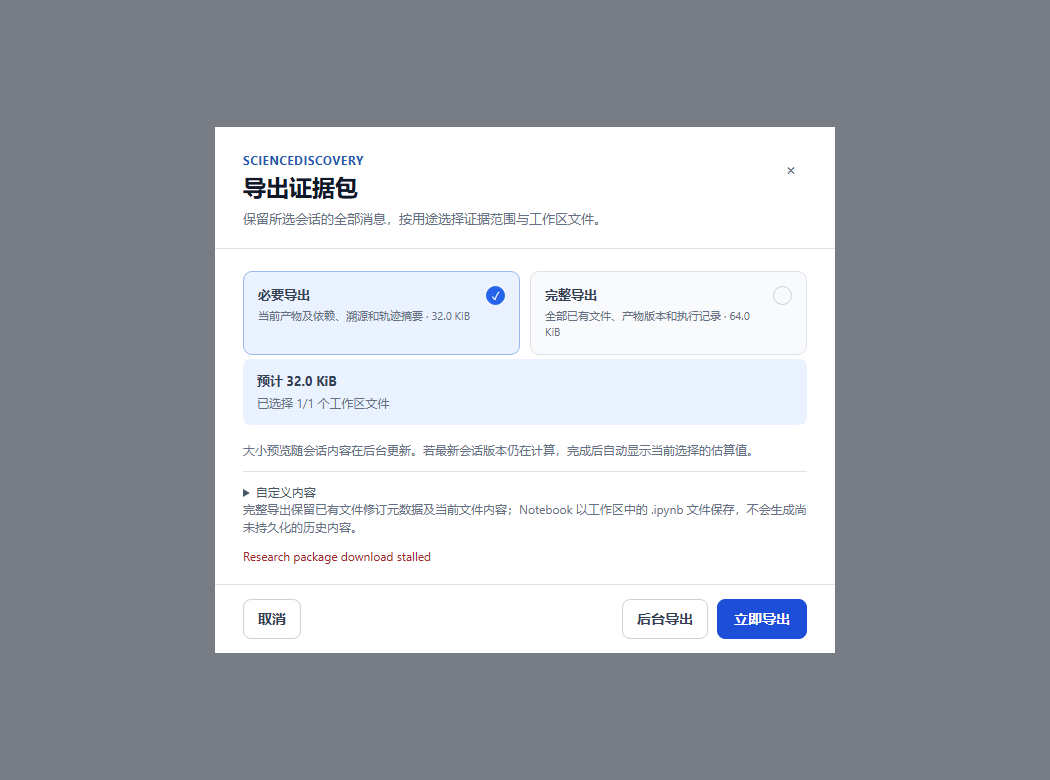 SCIENCEDISCOVERY
导出证据包
×
保留所选会话的全部消息，按用途选择证据范围与工作区文件。
必要导出
当前产物及依赖、溯源和轨迹摘要 · 32.0 KiB
完整导出
全部已有文件、产物版本和执行记录 · 64.0
KiB
预计 32.0 KiB
已选择 1/1 个工作区文件
大小预览随会话内容在后台更新。若最新会话版本仍在计算，完成后自动显示当前选择的估算值。
▶ 自定义内容
完整导出保留已有文件修订元数据及当前文件内容；Notebook 以工作区中的 .ipynb 文件保存，不会生成尚
未持久化的历史内容。
Research package download stalled
取消
后台导出
立即导出